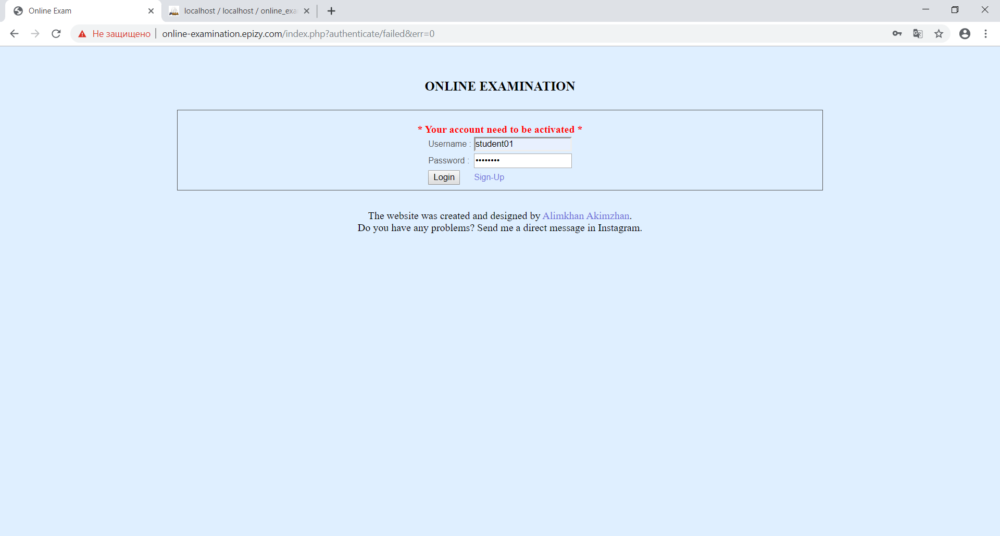 Online Exam
localhost / localhost / online_exa
Не защищено
online-examination.epizy.com/index.php?authenticate/failed&err=0
ONLINE EXAMINATION
* Your account need to be activated *
Username : student01
Password : ••••••••
Login Sign-Up
The website was created and designed by Alimkhan Akimzhan.
Do you have any problems? Send me a direct message in Instagram.